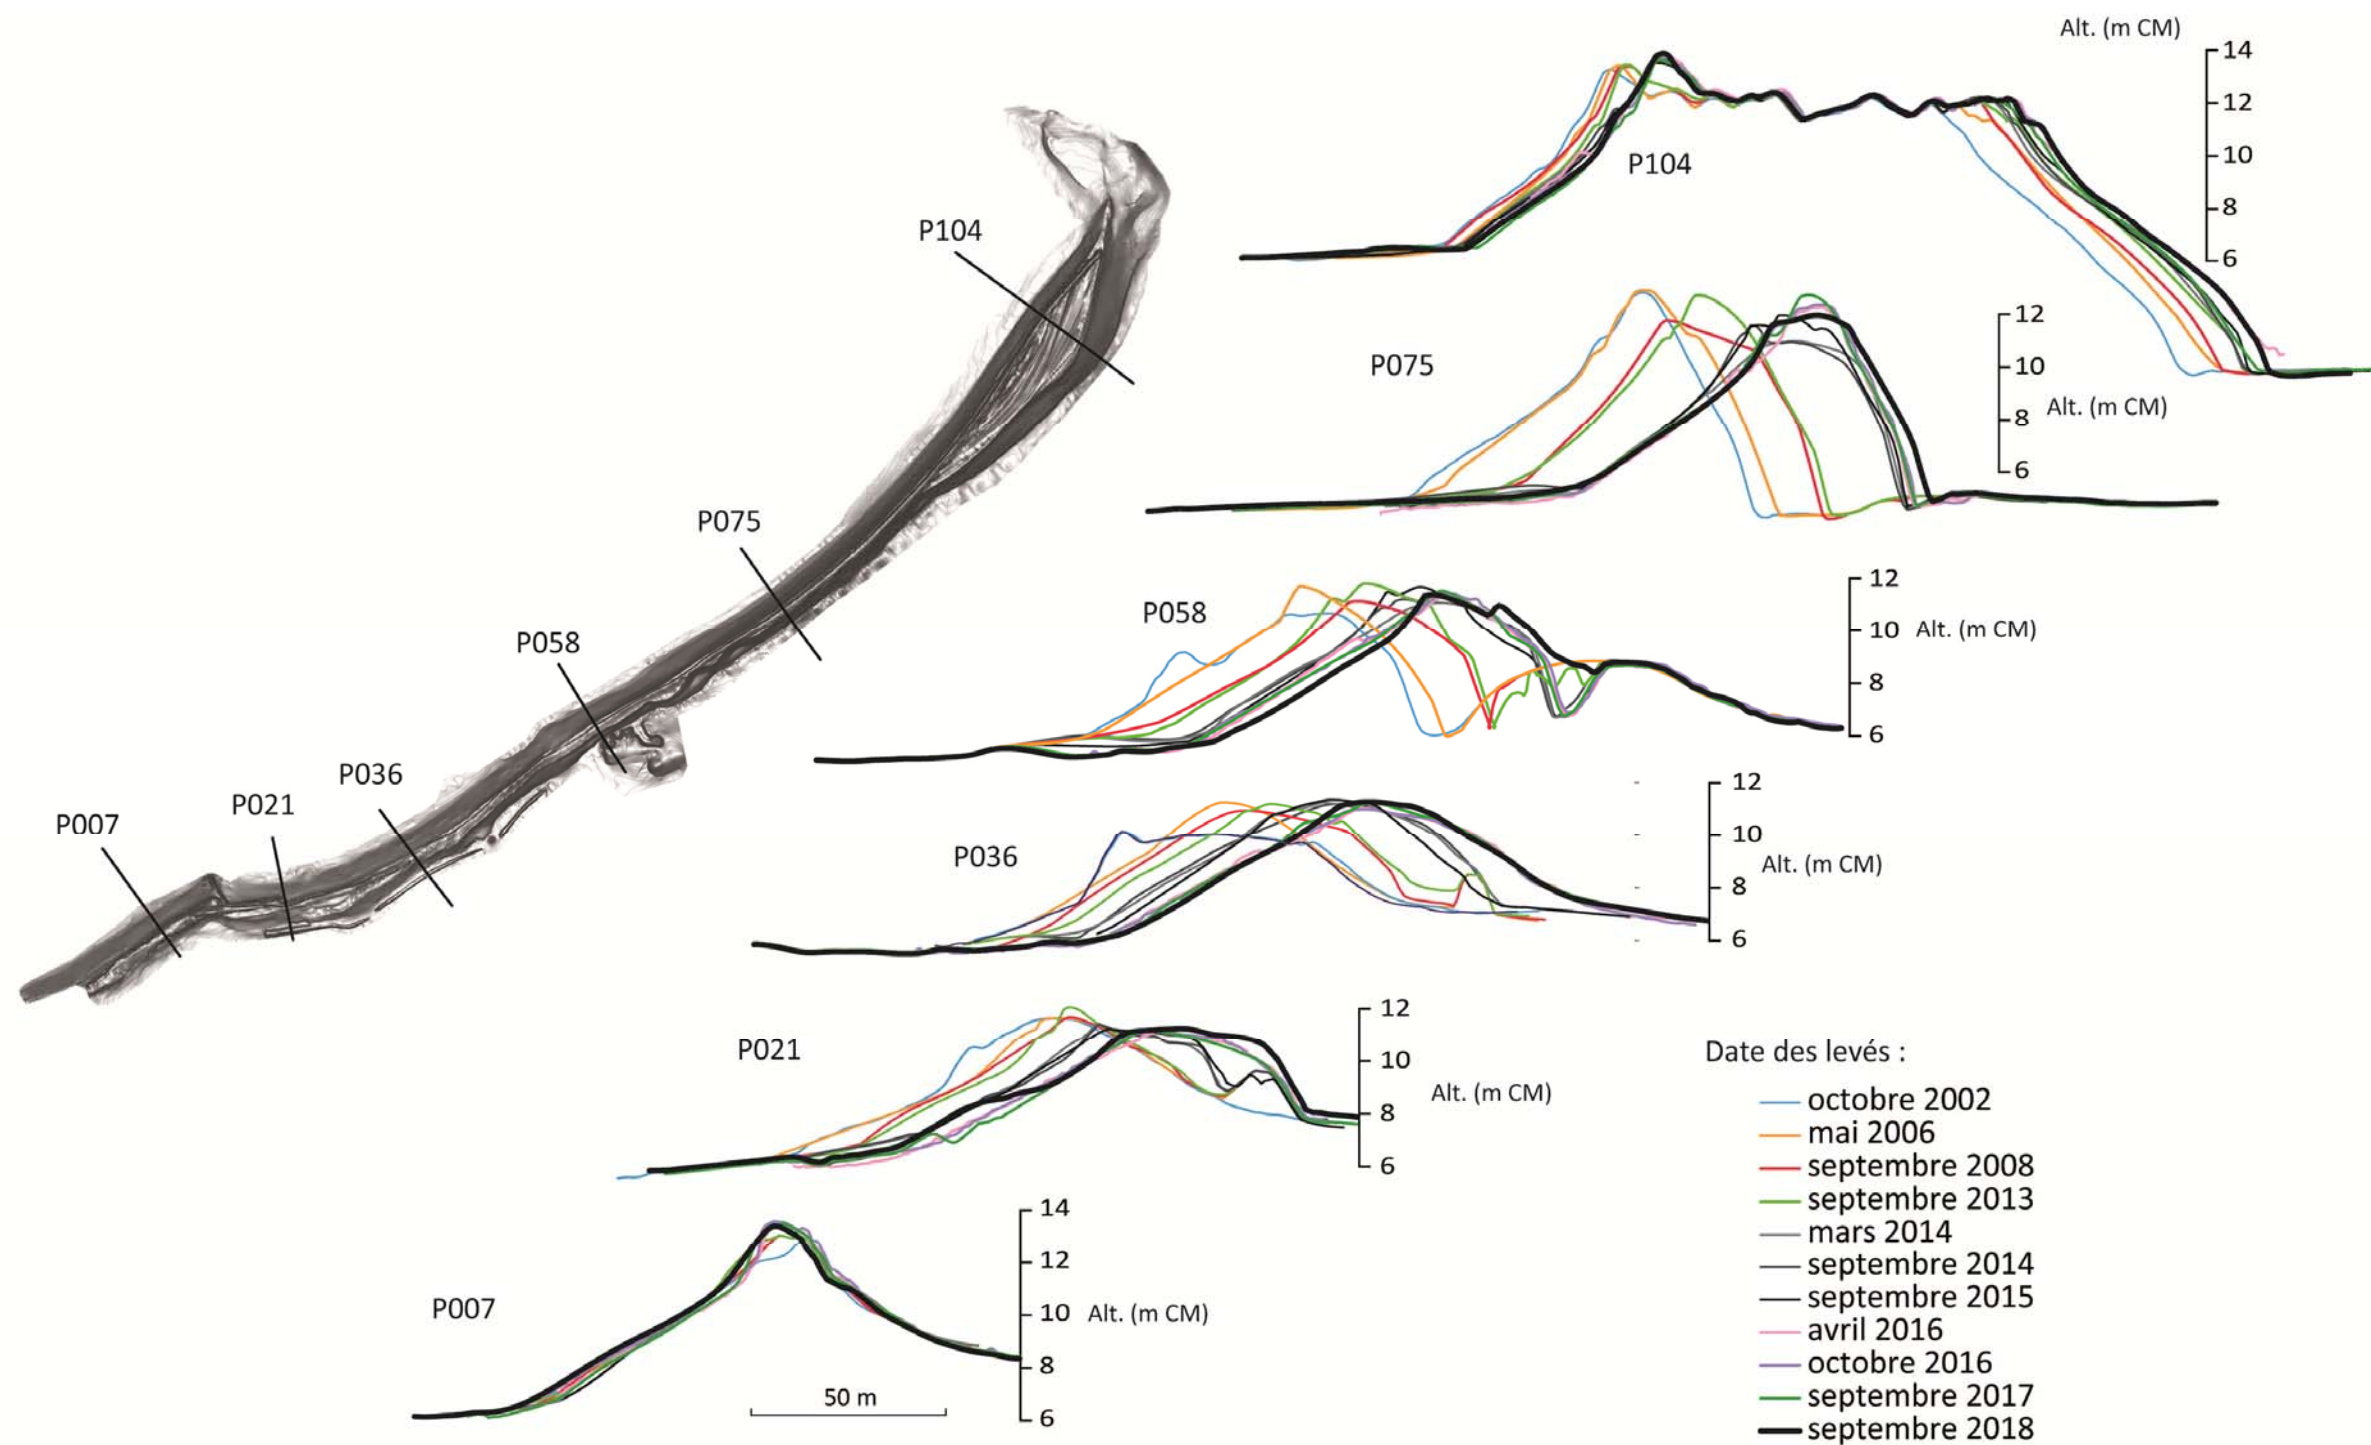 Alt. (m CM)
14
12
10
8
6
P104
P104
12
10
8
6
Alt. (m CM)
P075
P075
12
10
8
6
Alt. (m CM)
P058
P058
12
10
8
6
Alt. (m CM)
P036
P036
P021
P007
12
10
8
6
Alt. (m CM)
P021
14
12
10
8
6
Alt. (m CM)
P007
50 m
Date des levés :
octobre 2002
mai 2006
septembre 2008
septembre 2013
mars 2014
septembre 2014
septembre 2015
avril 2016
octobre 2016
septembre 2017
septembre 2018